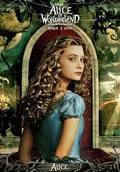 ALICE
IN
WONDERLAND
MARCH 5, 2010
ALICE